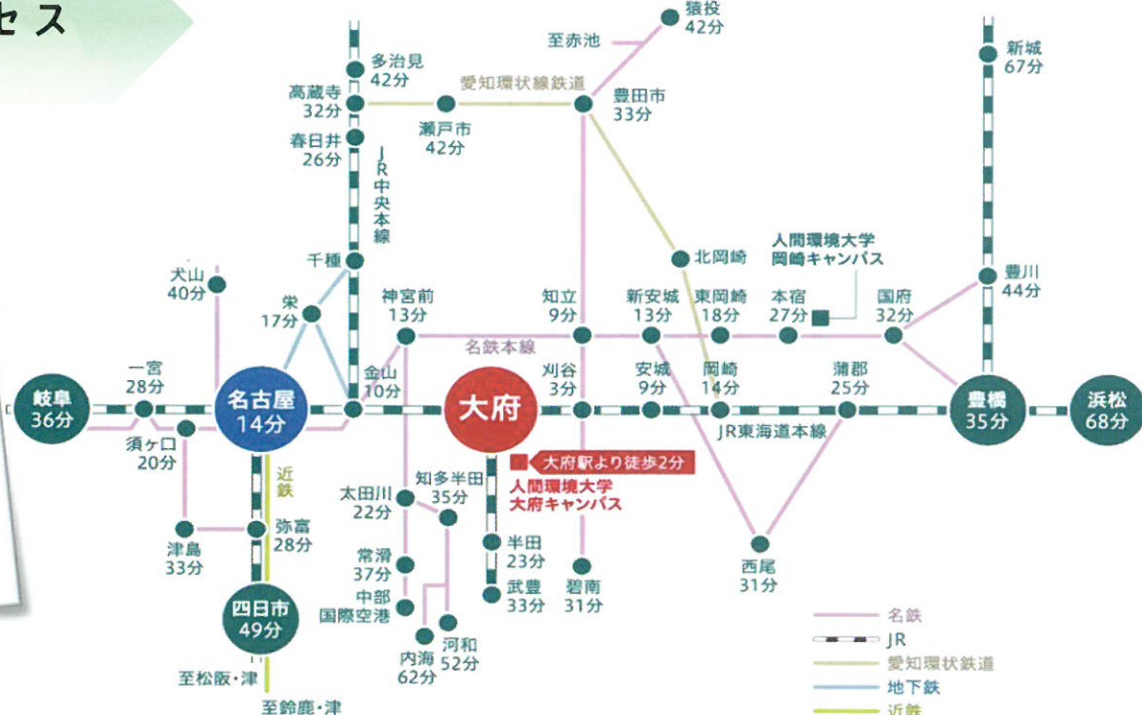 セス
猿投
42分
至赤池
新城
67分
多治見
42分
高蔵寺
32分
愛知環状線鉄道
豊田市
33分
瀬戸市
42分
春日井
26分
JR中央本線
千種
北岡崎
人間環境大学
岡崎キャンパス
犬山
40分
栄
17分
神宮前
13分
知立
9分
新安城
13分
東岡崎
18分
本宿
27分
国府
32分
豊川
44分
名鉄本線
一宮
28分
金山
10分
刈谷
3分
安城
9分
岡崎
14分
蒲郡
25分
岐阜
36分
名古屋
14分
大府
豊橋
35分
浜松
68分
須ヶ口
20分
JR東海道本線
大府駅より徒歩2分
人間環境大学
大府キャンパス
近鉄
太田川
22分
知多半田
35分
弥富
28分
津島
33分
常滑
37分
半田
23分
西尾
31分
中部
国際空港
武豊
33分
碧南
31分
四日市
49分
内海
62分
河和
52分
至松阪・津
至鈴鹿・津
名鉄
JR
愛知環状鉄道
地下鉄
近鉄